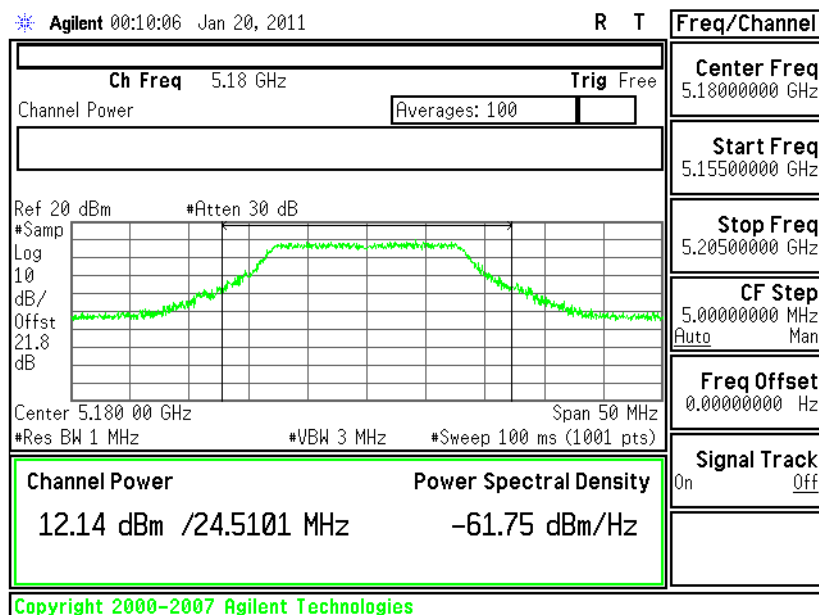 Agilent 00:10:06 Jan 20, 2011 R T
Freq/Channel
Ch Freq 5.18 GHz Trig Free
Channel Power Averages: 100
Ref 20 dBm #Atten 30 dB
#Samp
Log
10
dB/
Offst
21.8
dB
Center 5.180 00 GHz Span 50 MHz
#Res BW 1 MHz #VBW 3 MHz #Sweep 100 ms (1001 pts)
Channel Power Power Spectral Density
12.14 dBm /24.5101 MHz -61.75 dBm/Hz
Center Freq
5.18000000 GHz
Start Freq
5.15500000 GHz
Stop Freq
5.20500000 GHz
CF Step
5.00000000 MHz
Auto Man
Freq Offset
0.00000000 Hz
Signal Track
On Off
Copyright 2000-2007 Agilent Technologies